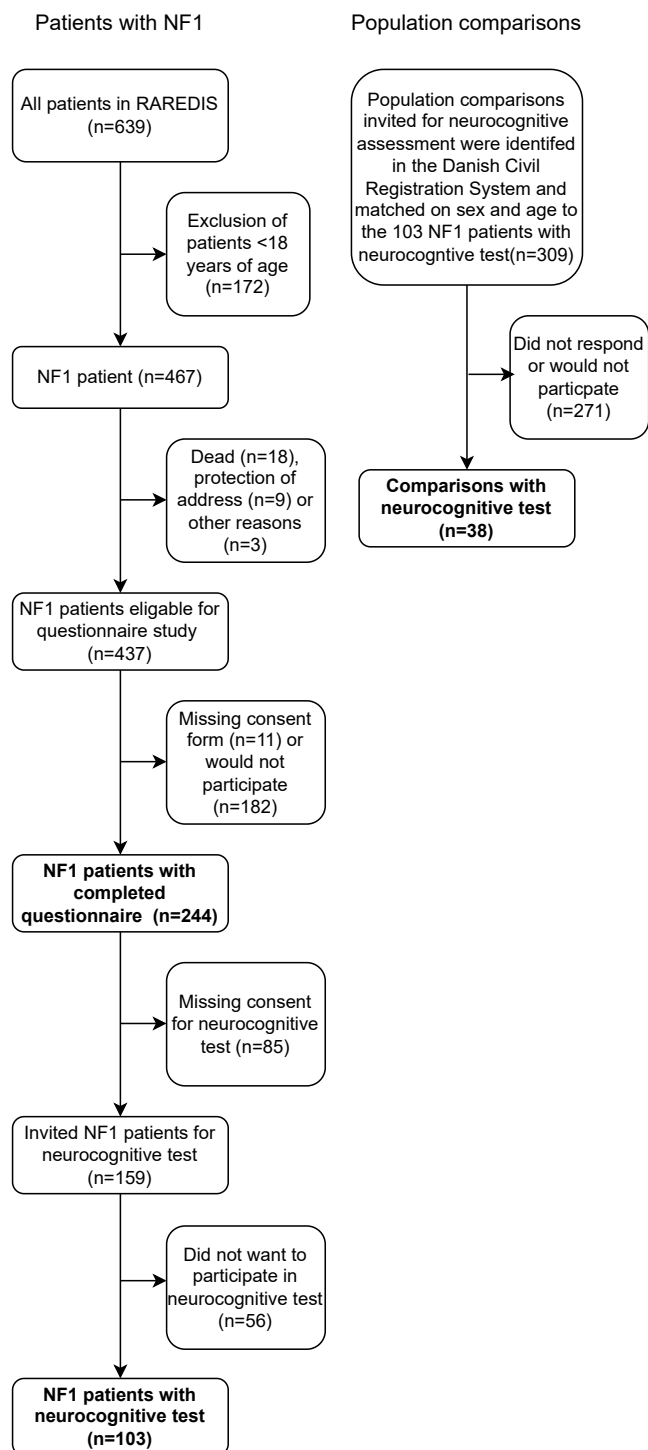 Patients with NF1
All patients in RAREDIS
(n=639)
Exclusion of
patients <18
years of age
(n=172)
NF1 patient (n=467)
Dead (n=18),
protection of
address (n=9) or
other reasons
(n=3)
NF1 patients eligable for
questionnaire study
(n=437)
Missing consent
form (n=11) or
would not
participate
(n=182)
NF1 patients with
completed
questionnaire (n=244)
Missing consent
for neurocognitive
test (n=85)
Invited NF1 patients for
neurocognitive test
(n=159)
Did not want to
participate in
neurocognitive test
(n=56)
NF1 patients with
neurocognitive test
(n=103)
Population comparisons
Population comparisons
invited for neurocognitive
assessment were identifed
in the Danish Civil
Registration System and
matched on sex and age to
the 103 NF1 patients with
neurocogntive test(n=309)
Did not respond
or would not
particpate
(n=271)
Comparisons with
neurocognitive test
(n=38)